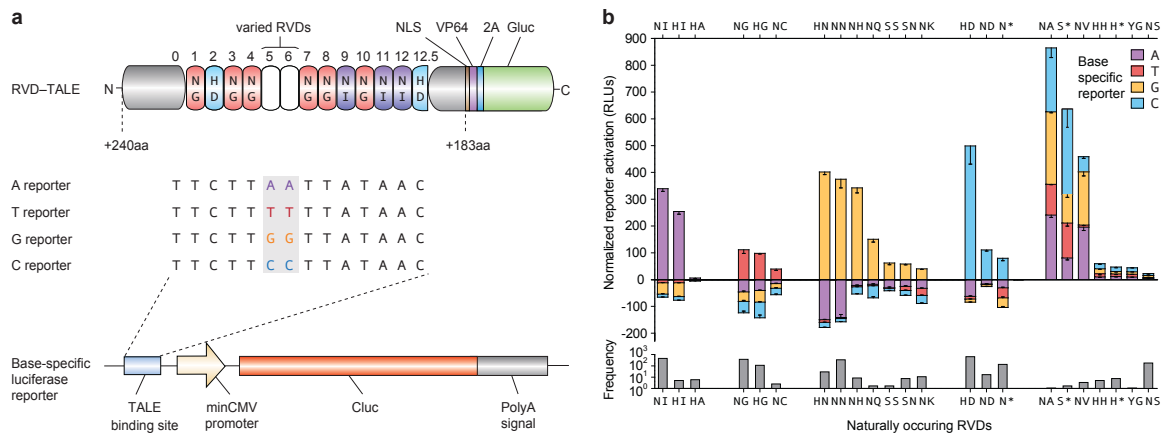 a
varied RVDs
NLS VP64 2A Gluc
0 1 2 3 4 5 6 7 8 9 10 11 12 12.5
RVD–TALE
N
N H N N N N N N N N H
G D G G G G I G I I D
C
+240aa
+183aa
A reporter T T C T T A A T T A T A A C
T reporter T T C T T T T T T A T A A C
G reporter T T C T T G G T T A T A A C
C reporter T T C T T C C T T A T A A C
Base-specific
luciferase
reporter
TALE
binding site
minCMV
promoter
Cluc
PolyA
signal
b
NI HI HA NG HG NC HN NN NH NQ SS SN NK HD ND N* NA S* NV HH H* YG NS
Normalized reporter activation (RLUs)
900
800
700
600
500
400
300
200
100
0
-100
-200
Base
specific
reporter
A
T
G
C
Frequency
10³
10²
10¹
10⁰
NI HI HA NG HG NC HN NN NH NQ SS SN NK HD ND N* NA S* NV HH H* YG NS
Naturally occuring RVDs